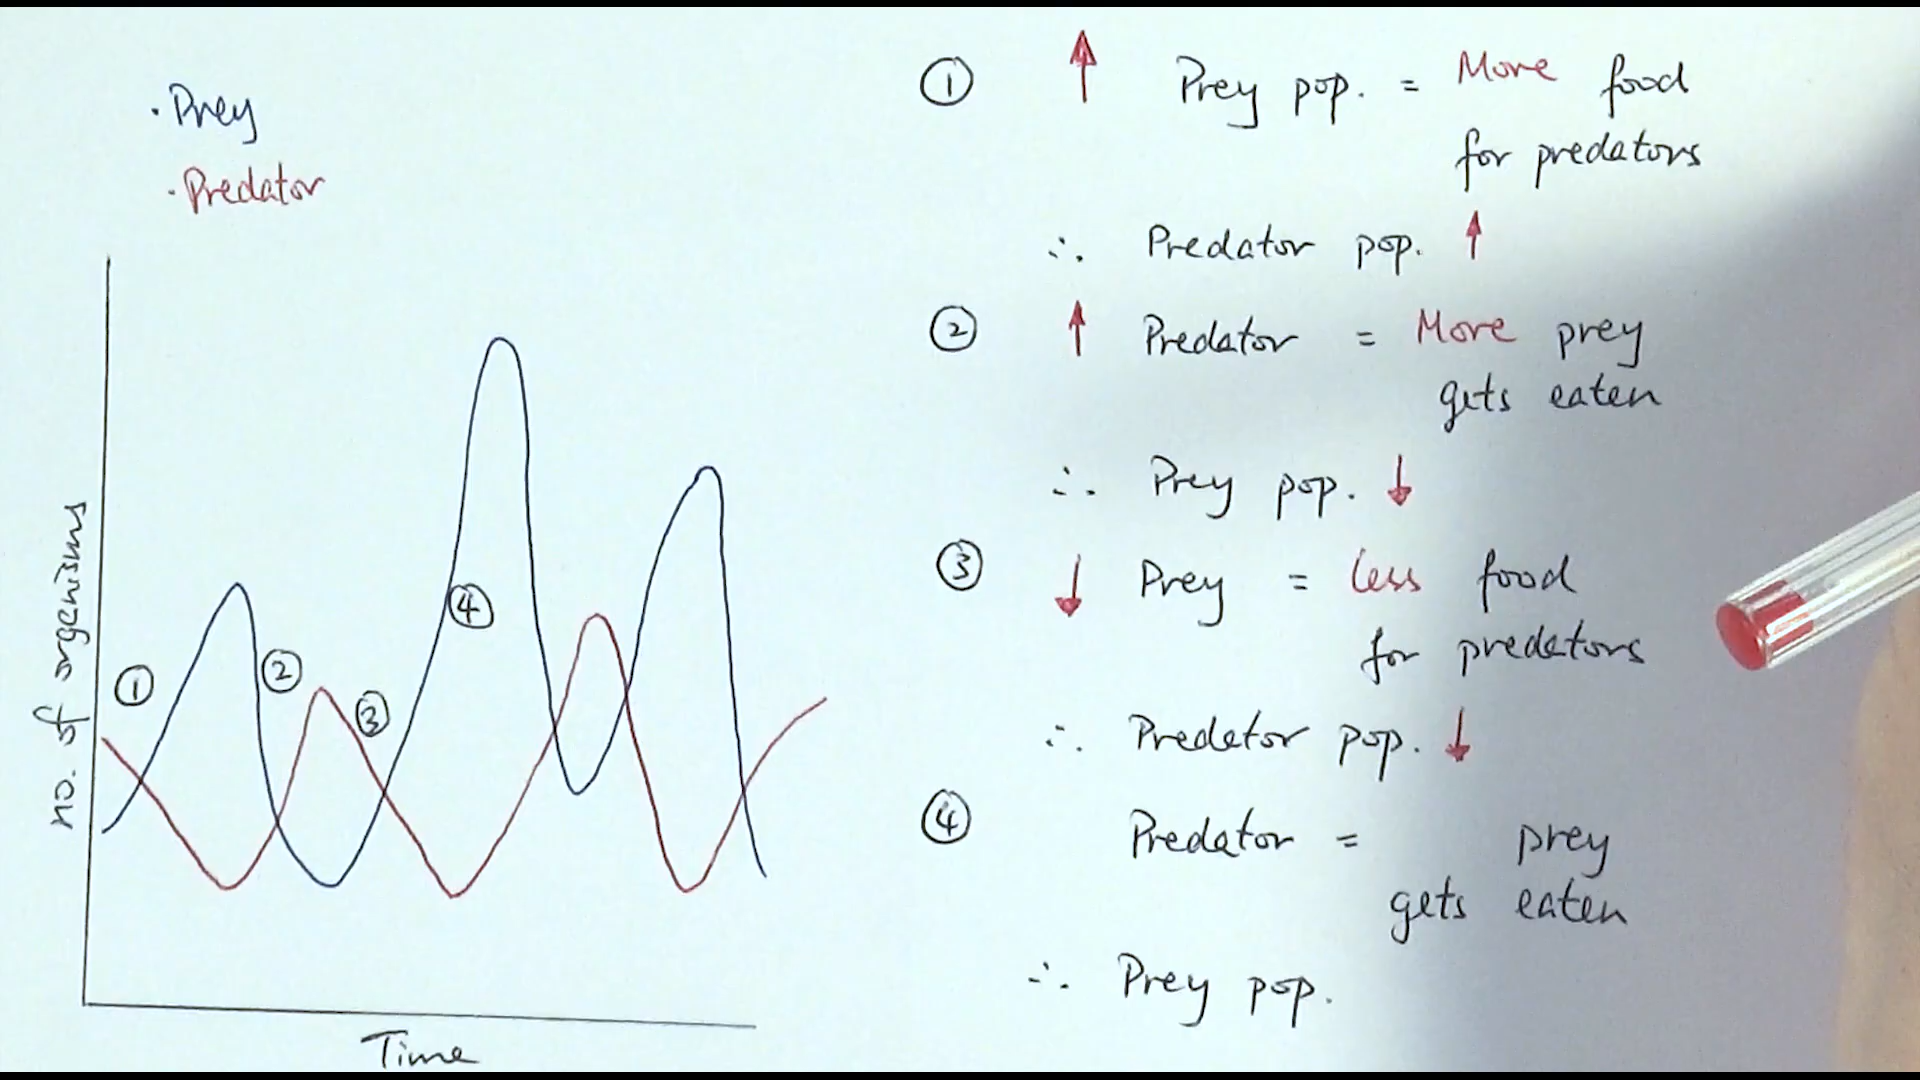 · Prey
· Predator
no. of organisms
Time
①
②
③
④
① ↑ Prey pop. = More food
for predators
∴ Predator pop. ↑
② ↑ Predator = More prey
gets eaten
∴ Prey pop. ↓
③ ↓ Prey = less food
for predators
∴ Predator pop. ↓
④ Predator = prey
gets eaten
∴ Prey pop.